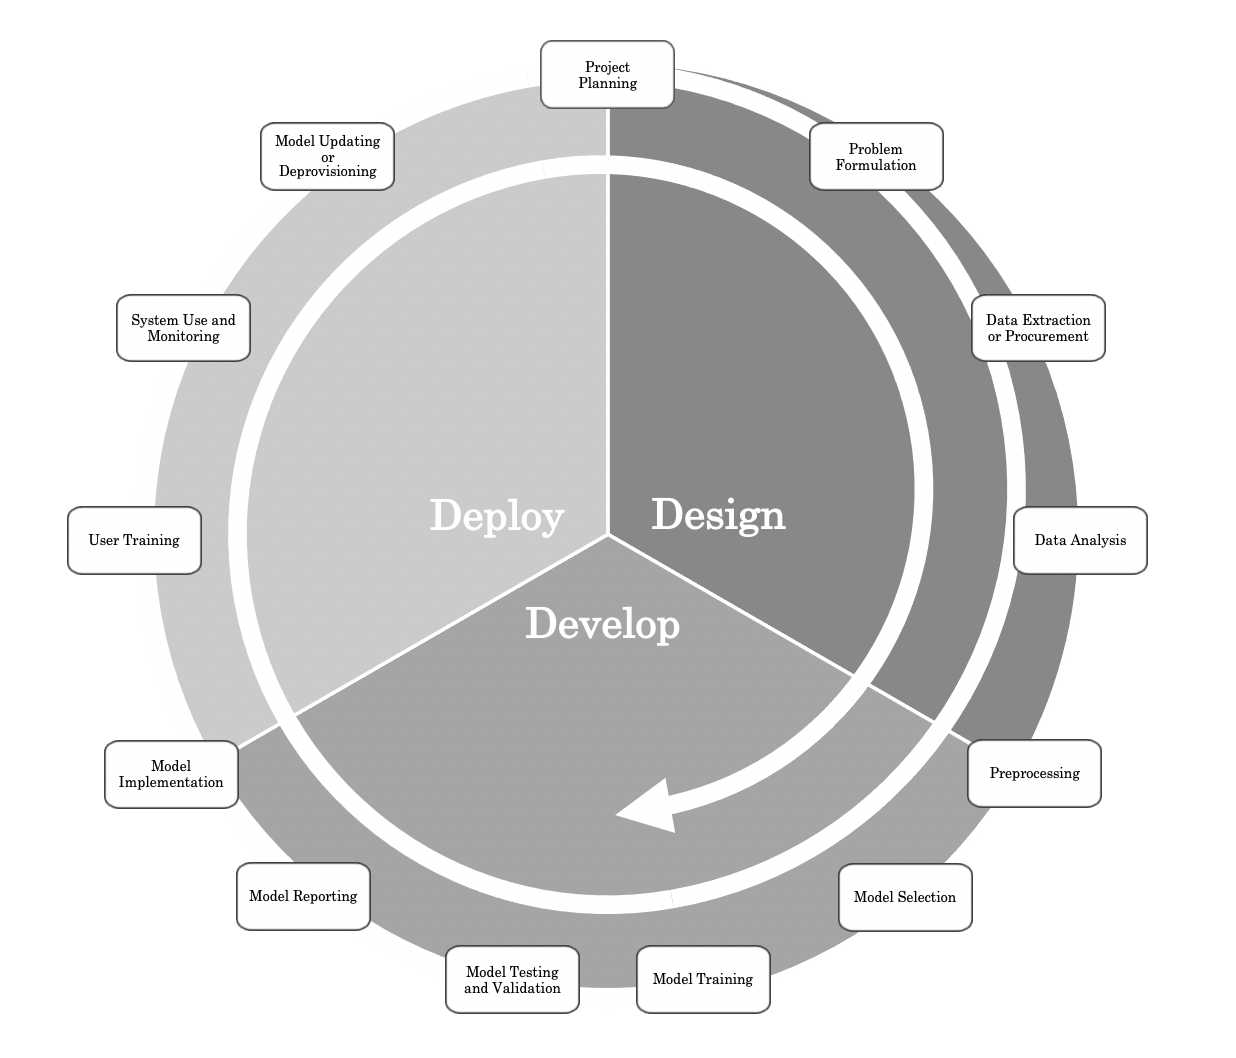 Project
Planning
Problem
Formulation
Data Extraction
or Procurement
Data Analysis
Preprocessing
Model Selection
Model Training
Model Testing
and Validation
Model Reporting
Model
Implementation
User Training
System Use and
Monitoring
Model Updating
or
Deprovisioning
Design
Develop
Deploy